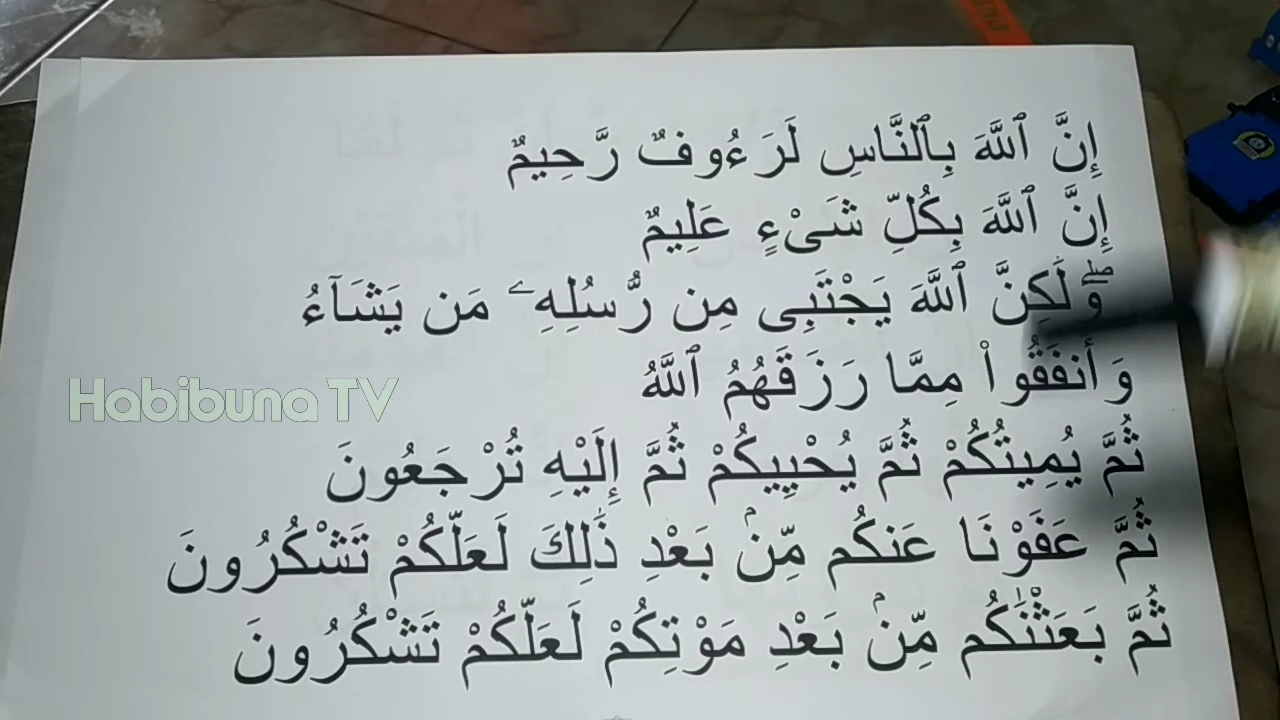 إِنَّ ٱللَّهَ بِٱلنَّاسِ لَرَءُوفٌ رَّحِيمٌ
إِنَّ ٱللَّهَ بِكُلِّ شَىْءٍ عَلِيمٌ
ۖ وَلَٰكِنَّ ٱللَّهَ يَجْتَبِى مِن رُّسُلِهِۦ مَن يَشَآءُ
وَأَنفَقُوا۟ مِمَّا رَزَقَهُمُ ٱللَّهُ
Habibuna TV
ثُمَّ يُمِيتُكُمْ ثُمَّ يُحْيِيكُمْ ثُمَّ إِلَيْهِ تُرْجَعُونَ
ثُمَّ عَفَوْنَا عَنكُم مِّنۢ بَعْدِ ذَٰلِكَ لَعَلَّكُمْ تَشْكُرُونَ
ثُمَّ بَعَثْنَٰكُم مِّنۢ بَعْدِ مَوْتِكُمْ لَعَلَّكُمْ تَشْكُرُونَ